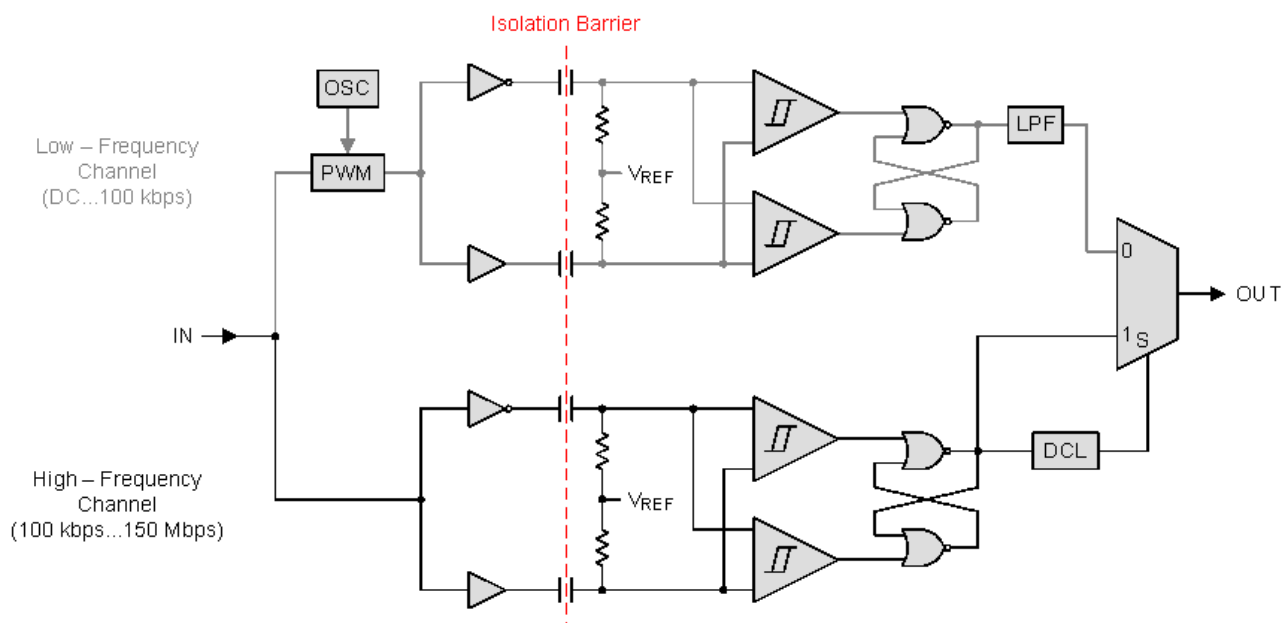 Isolation Barrier
OSC
Low – Frequency
Channel
(DC...100 kbps)
PWM
VREF
LPF
0
OUT
IN
1 S
High – Frequency
Channel
(100 kbps...150 Mbps)
VREF
DCL